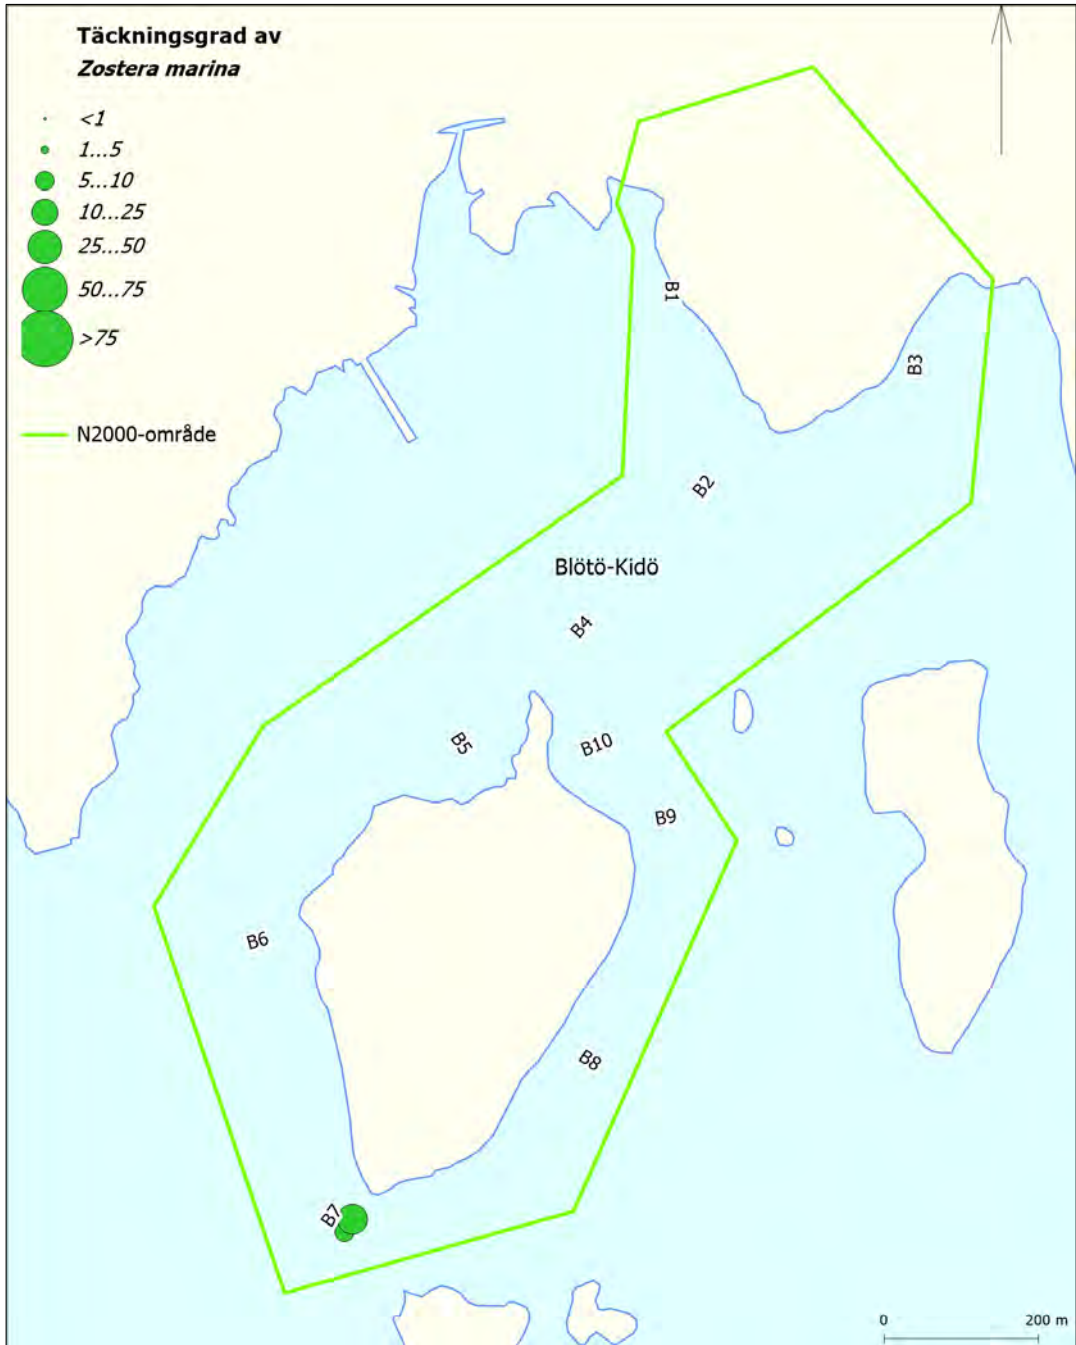 Täckningsgrad av
Zostera marina
<1
1...5
5...10
10...25
25...50
50...75
>75
N2000-område
B1
B3
B2
Blötö-Kidö
B4
B5
B10
B9
B6
B8
B7
0 200 m